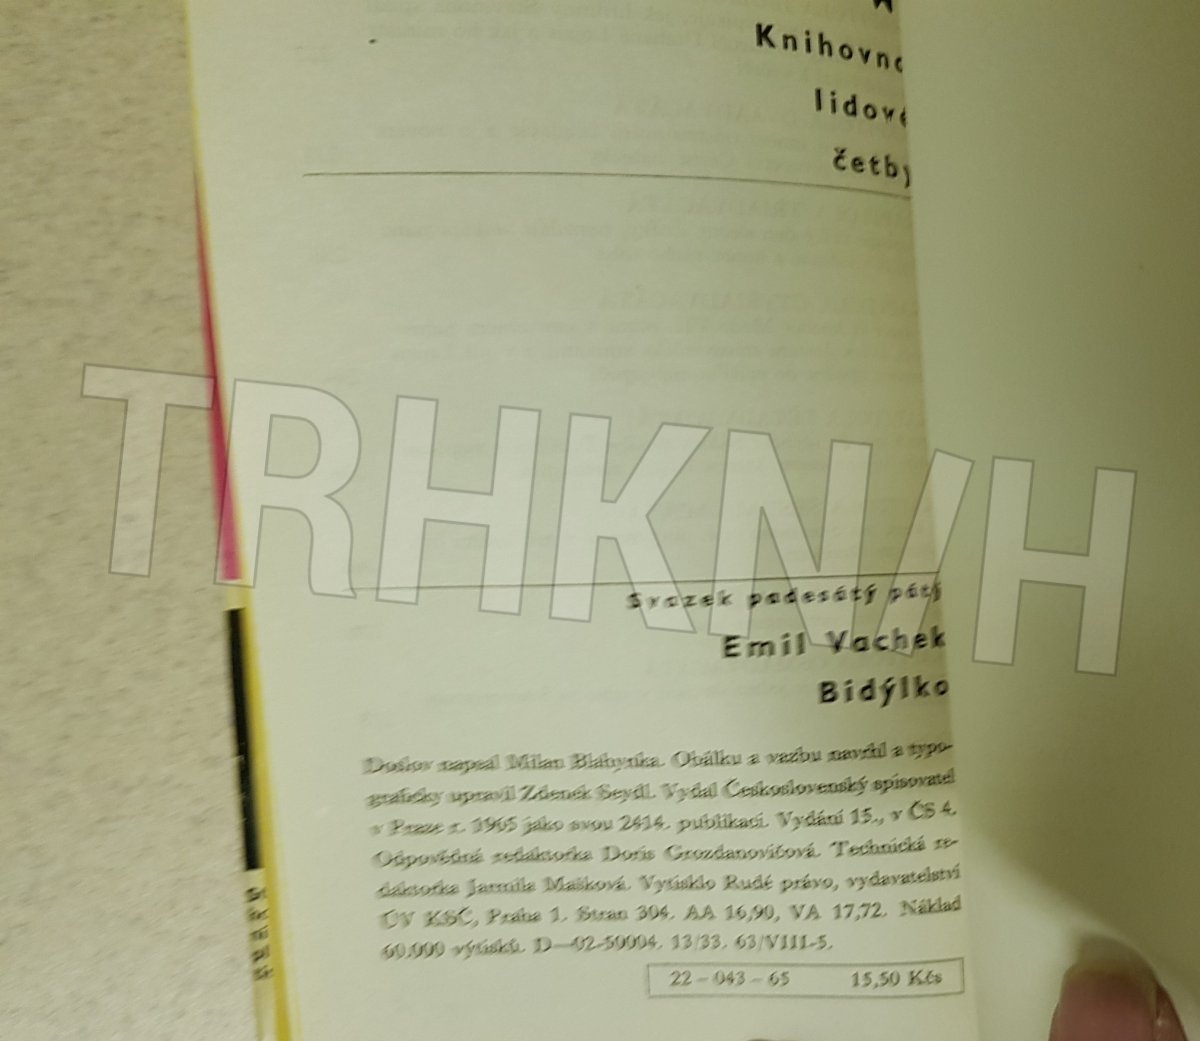 Knihovna
lidové
četby
TRHKN/H
Svazek padesátý pátý
Emil Vachek
Bidýlko
Doslov napsal Milan Blahynka. Obálku a vazbu navrhl a typo-
graficky upravil Zdenek Seydl. Vydal Československý spisovatel
v Praze r. 1965 jako svou 2414. publikaci. Vydání 15., v ČS 4.
Odpovědná redaktorka Doris Grozdanovičová. Technická re-
daktorka Jarmila Mašková. Vytisklo Rudé právo, vydavatelství
ÚV KSČ, Praha 1. Stran 304. AA 16,90, VA 17,72. Náklad
60.000 výtisků. D—02-50004. 13/33. 63/VIII-5.
22 – 043 – 65 15,50 Kčs